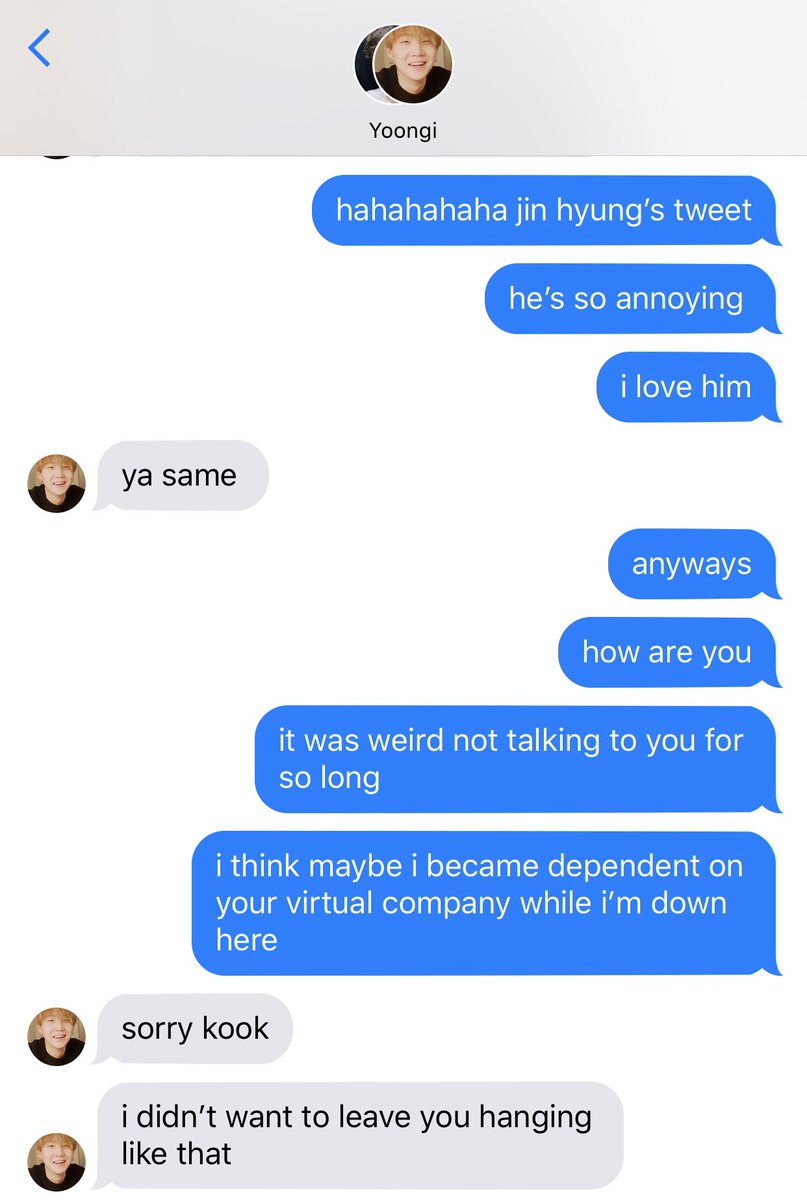 Yoongi
hahahahaha jin hyung’s tweet
he’s so annoying
i love him
ya same
anyways
how are you
it was weird not talking to you for
so long
i think maybe i became dependent on
your virtual company while i’m down
here
sorry kook
i didn’t want to leave you hanging
like that